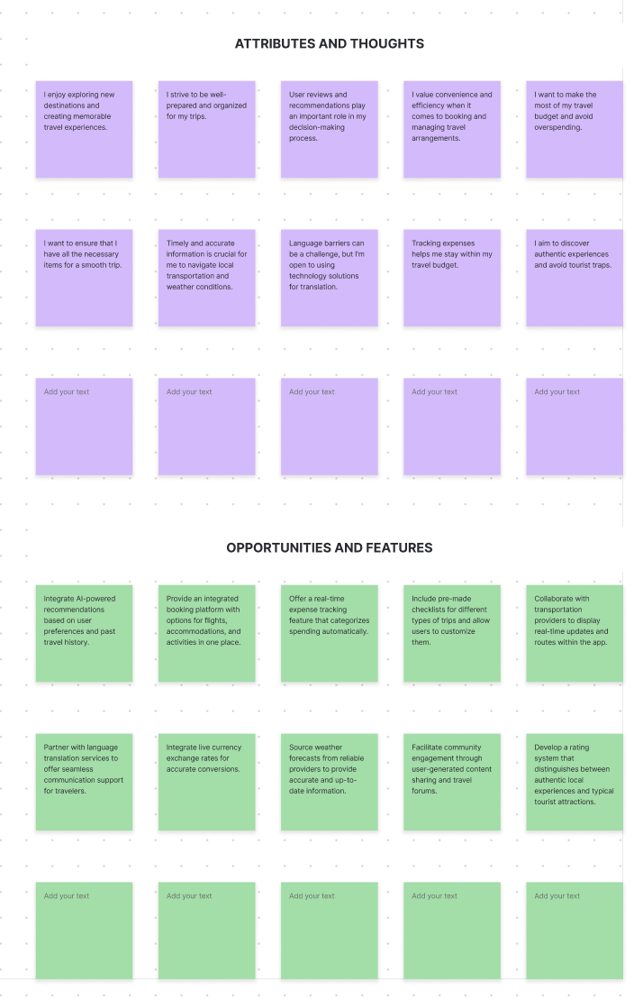 ATTRIBUTES AND THOUGHTS
I enjoy exploring new
destinations and
creating memorable
travel experiences.
I strive to be well-
prepared and organized
for my trips.
User reviews and
recommendations play
an important role in my
decision-making
process.
I value convenience and
efficiency when it
comes to booking and
managing travel
arrangements.
I want to make the
most of my travel
budget and avoid
overspending.
I want to ensure that I
have all the necessary
items for a smooth trip.
Timely and accurate
information is crucial for
me to navigate local
transportation and
weather conditions.
Language barriers can
be a challenge, but I'm
open to using
technology solutions
for translation.
Tracking expenses
helps me stay within my
travel budget.
I aim to discover
authentic experiences
and avoid tourist traps.
Add your text
Add your text
Add your text
Add your text
Add your text
OPPORTUNITIES AND FEATURES
Integrate AI-powered
recommendations
based on user
preferences and past
travel history.
Provide an integrated
booking platform with
options for flights,
accommodations, and
activities in one place.
Offer a real-time
expense tracking
feature that categorizes
spending automatically.
Include pre-made
checklists for different
types of trips and allow
users to customize
them.
Collaborate with
transportation
providers to display
real-time updates and
routes within the app.
Partner with language
translation services to
offer seamless
communication support
for travelers.
Integrate live currency
exchange rates for
accurate conversions.
Source weather
forecasts from reliable
providers to provide
accurate and up-to-
date information.
Facilitate community
engagement through
user-generated content
sharing and travel
forums.
Develop a rating
system that
distinguishes between
authentic local
experiences and typical
tourist attractions.
Add your text
Add your text
Add your text
Add your text
Add your text